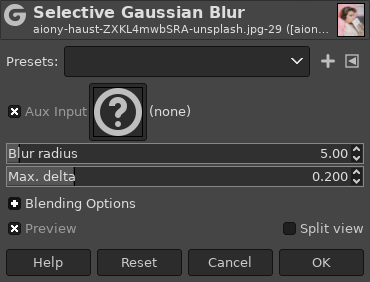 Selective Gaussian Blur
aiony-haust-ZXKL4mwbSRA-unsplash.jpg-29 ([aion...
Presets:
Aux Input (none)
Blur radius 5.00
Max. delta 0.200
Blending Options
Preview Split view
Help Reset Cancel OK